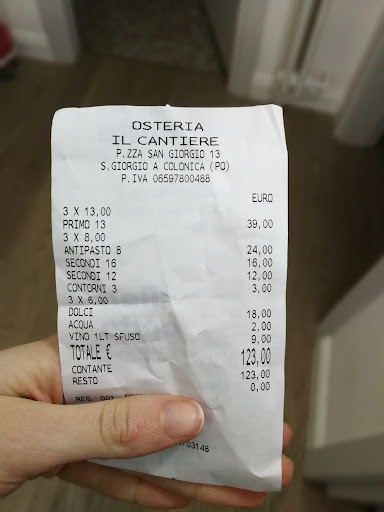 OSTERIA
IL CANTIERE
P.ZZA SAN GIORGIO 13
S.GIORGIO A COLONICA (PO)
P.IVA 06597800488
EURO
3 X 13,00
PRIMO 13 39,00
3 X 8,00
ANTIPASTO 8 24,00
SECONDI 16 16,00
SECONDI 12 12,00
CONTORNI 3 3,00
3 X 6,00
DOLCI 18,00
ACQUA 2,00
VINO 1LT SFUSO 9,00
TOTALE € 123,00
CONTANTE 123,00
RESTO 0,00
REG. 001